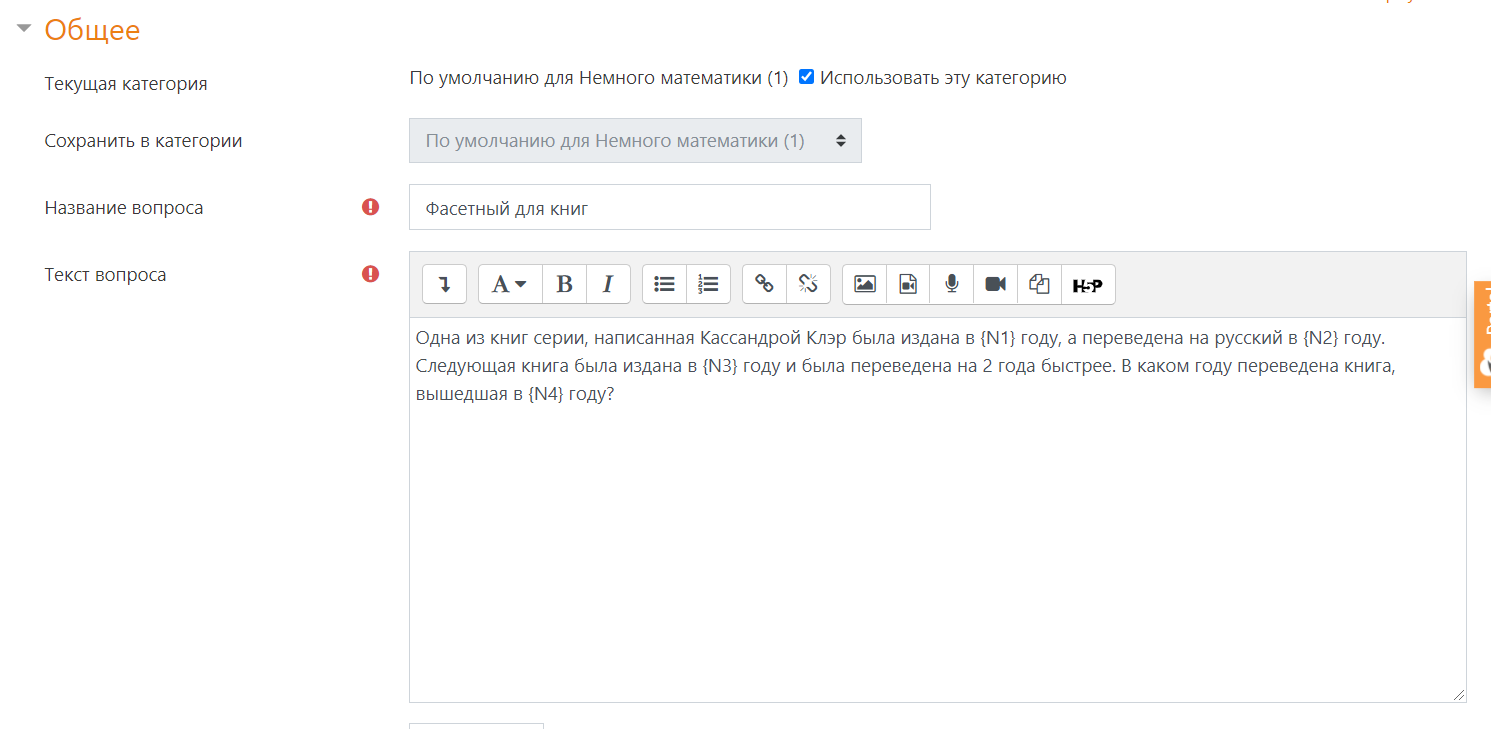 Общее
Текущая категория
По умолчанию для Немного математики (1) Использовать эту категорию
Сохранить в категории
По умолчанию для Немного математики (1)
Название вопроса
Фасетный для книг
Текст вопроса
A B I
H5P
Одна из книг серии, написанная Кассандрой Клэр была издана в {N1} году, а переведена на русский в {N2} году.
Следующая книга была издана в {N3} году и была переведена на 2 года быстрее. В каком году переведена книга,
вышедшая в {N4} году?